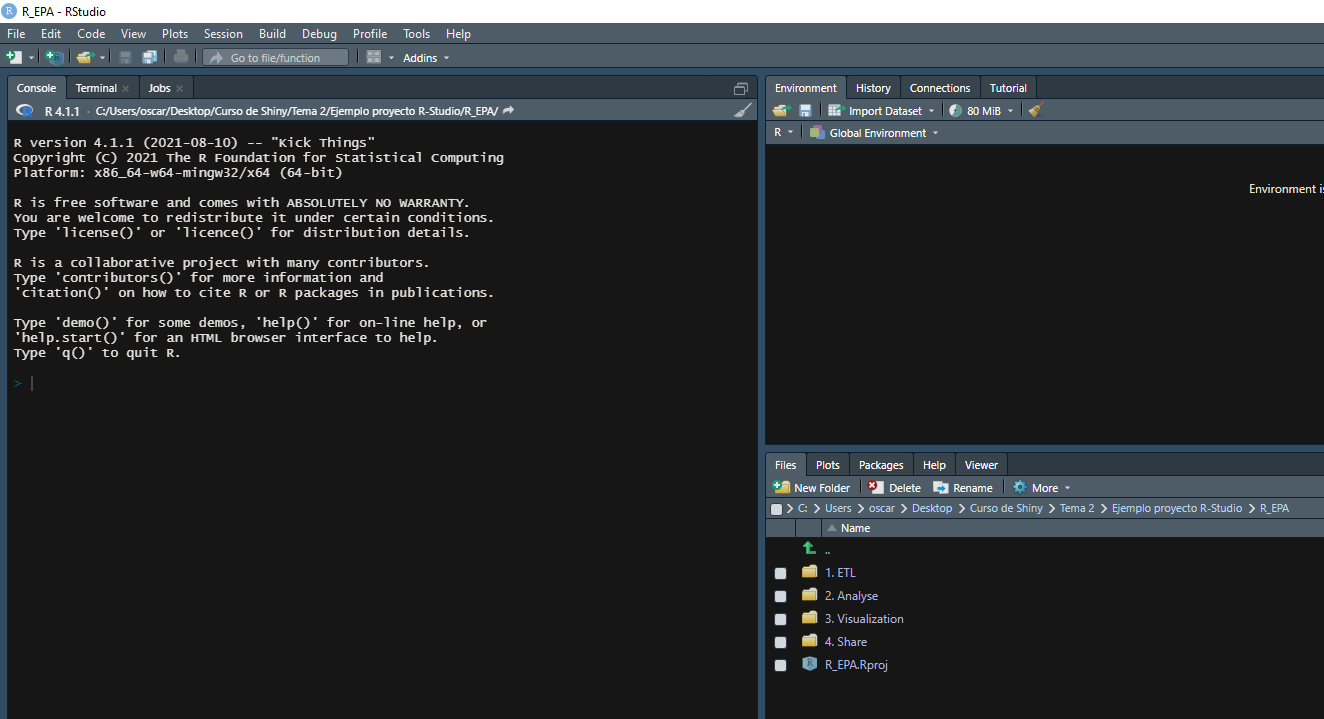 R_EPA - RStudio
File Edit Code View Plots Session Build Debug Profile Tools Help
Go to file/function Addins
Console Terminal Jobs
R 4.1.1 · C:/Users/oscar/Desktop/Curso de Shiny/Tema 2/Ejemplo proyecto R-Studio/R_EPA/
R version 4.1.1 (2021-08-10) -- "Kick Things"
Copyright (C) 2021 The R Foundation for Statistical Computing
Platform: x86_64-w64-mingw32/x64 (64-bit)
R is free software and comes with ABSOLUTELY NO WARRANTY.
You are welcome to redistribute it under certain conditions.
Type 'license()' or 'licence()' for distribution details.
R is a collaborative project with many contributors.
Type 'contributors()' for more information and
'citation()' on how to cite R or R packages in publications.
Type 'demo()' for some demos, 'help()' for on-line help, or
'help.start()' for an HTML browser interface to help.
Type 'q()' to quit R.
>
Environment History Connections Tutorial
Import Dataset 80 MiB
R Global Environment
Environment is
Files Plots Packages Help Viewer
New Folder Delete Rename More
C: Users oscar Desktop Curso de Shiny Tema 2 Ejemplo proyecto R-Studio R_EPA
Name
..
1. ETL
2. Analyse
3. Visualization
4. Share
R_EPA.Rproj